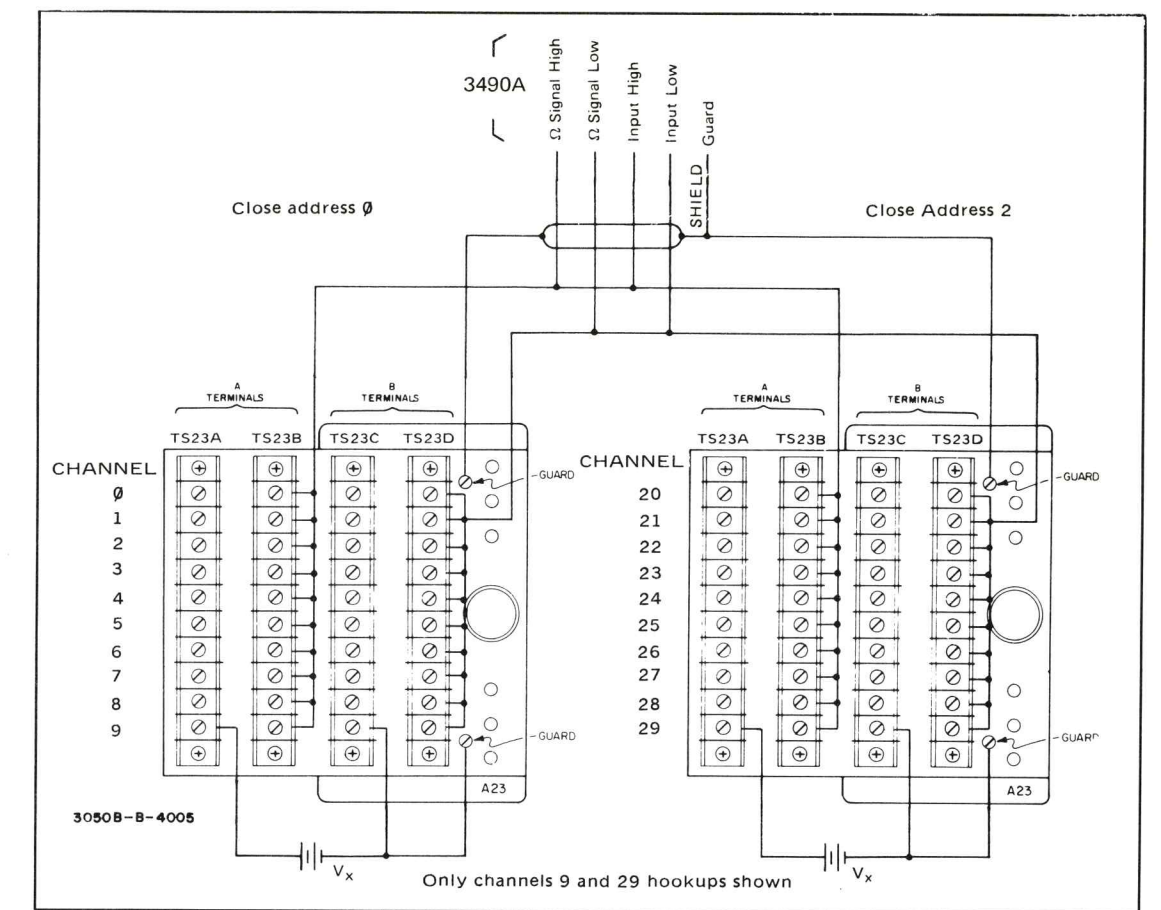 3490A
Ω Signal High
Ω Signal Low
Input High
Input Low
SHIELD
Guard
Close address Ø
Close Address 2
A
TERMINALS
B
TERMINALS
A
TERMINALS
B
TERMINALS
TS23A TS23B TS23C TS23D
TS23A TS23B TS23C TS23D
CHANNEL
Ø
1
2
3
4
5
6
7
8
9
GUARD
GUARD
A23
CHANNEL
20
21
22
23
24
25
26
27
28
29
GUARD
GUARD
A23
3050B-B-4005
Vx
Vx
Only channels 9 and 29 hookups shown